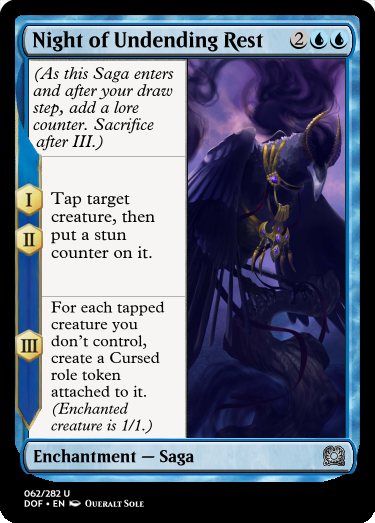 Night of Undending Rest 2
(As this Saga enters
and after your draw
step, add a lore
counter. Sacrifice
after III.)
I
II
Tap target
creature, then
put a stun
counter on it.
III
For each tapped
creature you
don't control,
create a Cursed
role token
attached to it.
(Enchanted
creature is 1/1.)
Enchantment — Saga
062/282 U
DOF • EN Queralt Sole